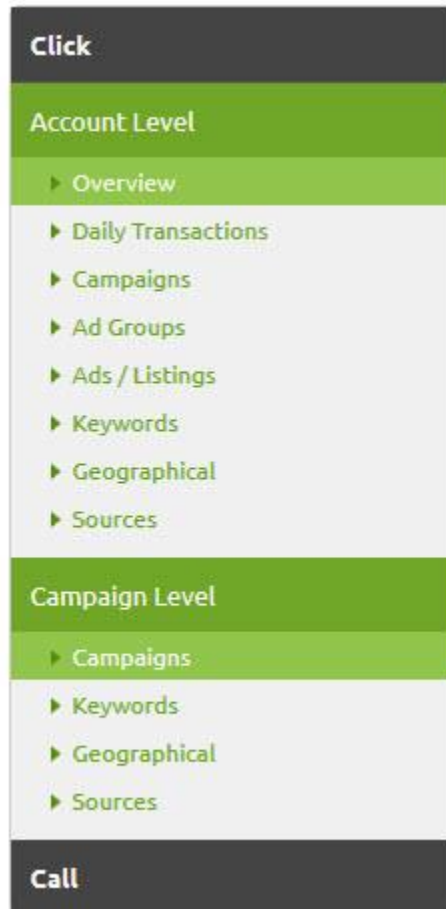 Click
Account Level
Overview
Daily Transactions
Campaigns
Ad Groups
Ads / Listings
Keywords
Geographical
Sources
Campaign Level
Campaigns
Keywords
Geographical
Sources
Call